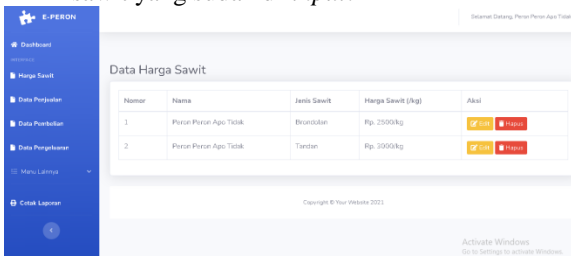 E-PERON
Selamat Datang, Peron Peron Apo Tidak
Dashboard
Harga Sawit
Data Harga Sawit
Data Penjualan
Data Pembelian
Data Pengeluaran
Menu Lainnya
Cetak Laporan
Nomor Nama Janis Sawit Harga Sawit (/kg) Aksi
1 Peron Peron Apo Tidak Brondolan Rp. 2500/kg Edit Hapus
2 Peron Peron Apo Tidak Tandan Rp. 3000/kg Edit Hapus
Copyright © Your Website 2021
Activate Windows
Go to Settings to activate Windows.